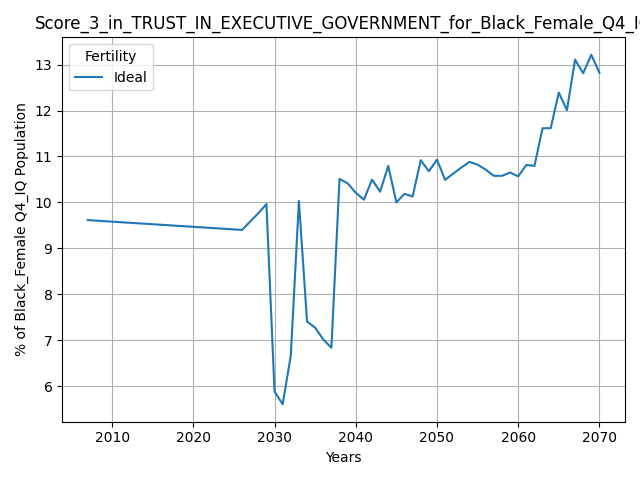 Score_3_in_TRUST_IN_EXECUTIVE_GOVERNMENT_for_Black_Female_Q4_I
Fertility
Ideal
% of Black_Female Q4_IQ Population
13
12
11
10
9
8
7
6
2010 2020 2030 2040 2050 2060 2070
Years